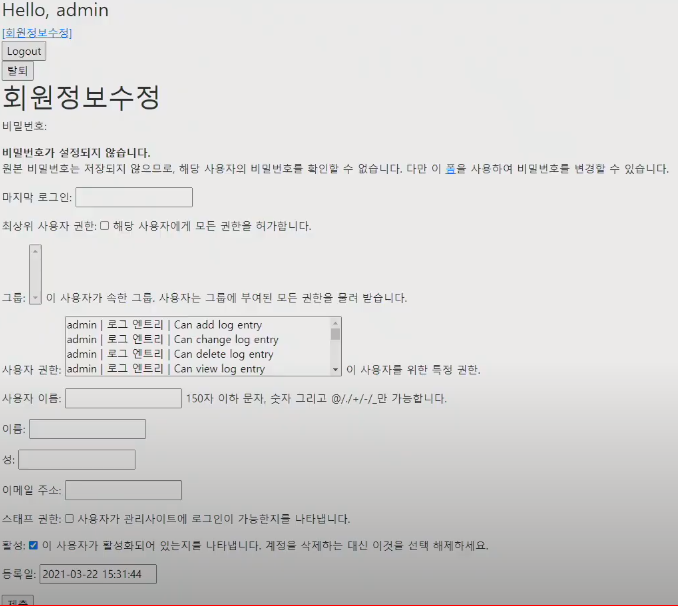 Hello, admin
[회원정보수정]
Logout
탈퇴
회원정보수정
비밀번호:
비밀번호가 설정되지 않습니다.
원본 비밀번호는 저장되지 않으므로, 해당 사용자의 비밀번호를 확인할 수 없습니다. 다만 이 폼을 사용하여 비밀번호를 변경할 수 있습니다.
마지막 로그인:
최상위 사용자 권한: 해당 사용자에게 모든 권한을 허가합니다.
그룹: 이 사용자가 속한 그룹. 사용자는 그룹에 부여된 모든 권한을 물려 받습니다.
admin | 로그 엔트리 | Can add log entry
admin | 로그 엔트리 | Can change log entry
admin | 로그 엔트리 | Can delete log entry
admin | 로그 엔트리 | Can view log entry
사용자 권한: 이 사용자를 위한 특정 권한.
사용자 이름: 150자 이하 문자, 숫자 그리고 @/./+/-/_만 가능합니다.
이름:
성:
이메일 주소:
스태프 권한: 사용자가 관리사이트에 로그인이 가능한지를 나타냅니다.
활성: 이 사용자가 활성화되어 있는지를 나타냅니다. 계정을 삭제하는 대신 이것을 선택 해제하세요.
등록일: 2021-03-22 15:31:44
제출